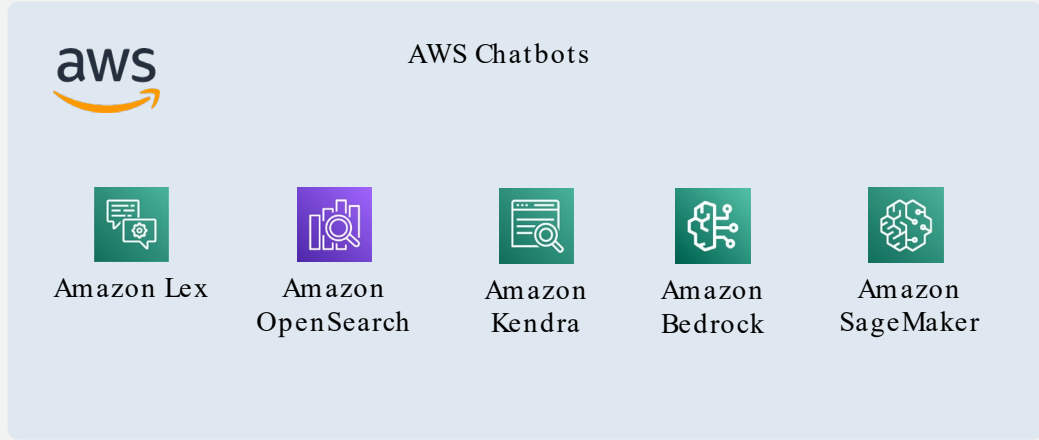 aws
AWS Chatbots
Amazon Lex
Amazon
OpenSearch
Amazon
Kendra
Amazon
Bedrock
Amazon
SageMaker